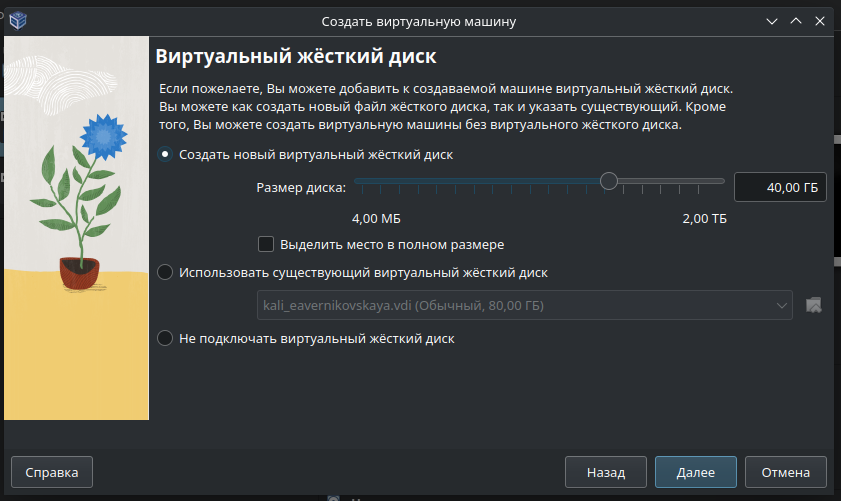 Создать виртуальную машину
Виртуальный жёсткий диск
Если пожелаете, Вы можете добавить к создаваемой машине виртуальный жёсткий диск.
Вы можете как создать новый файл жёсткого диска, так и указать существующий. Кроме
того, Вы можете создать виртуальную машины без виртуального жёсткого диска.
Создать новый виртуальный жёсткий диск
Размер диска:
40,00 ГБ
4,00 МБ
2,00 ТБ
Выделить место в полном размере
Использовать существующий виртуальный жёсткий диск
kali_eavernikovskaya.vdi (Обычный, 80,00 ГБ)
Не подключать виртуальный жёсткий диск
Справка
Назад
Далее
Отмена